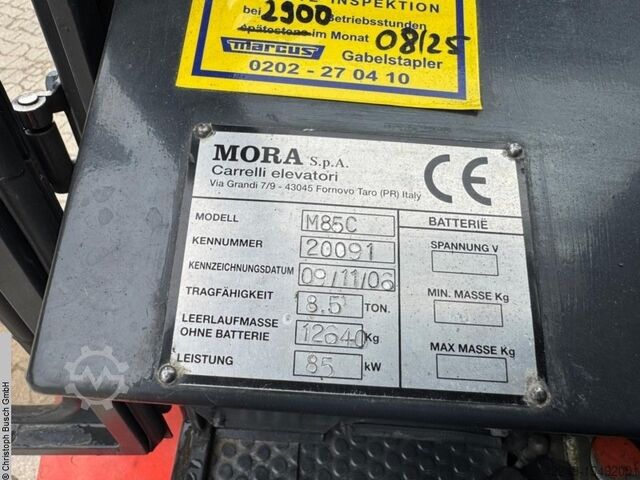 INSPEKTION
bei 2900 Betriebsstunden
spätestens im Monat 08/25
marcus Gabelstapler
0202 - 27 04 10
MORA S.p.A.
Carrelli elevatori
Via Grandi 7/9 - 43045 Fornovo Taro (PR) Italy
CE
MODELL M85C
KENNUMMER 20091
KENNZEICHNUNGSDATUM 09/11/06
TRAGFÄHIGKEIT 8.5 TON.
LEERLAUFMASSE
OHNE BATTERIE 12640 Kg
LEISTUNG 85 kW
BATTERIË
SPANNUNG V
MIN. MASSE Kg
MAX MASSE Kg
© Christoph Busch GmbH